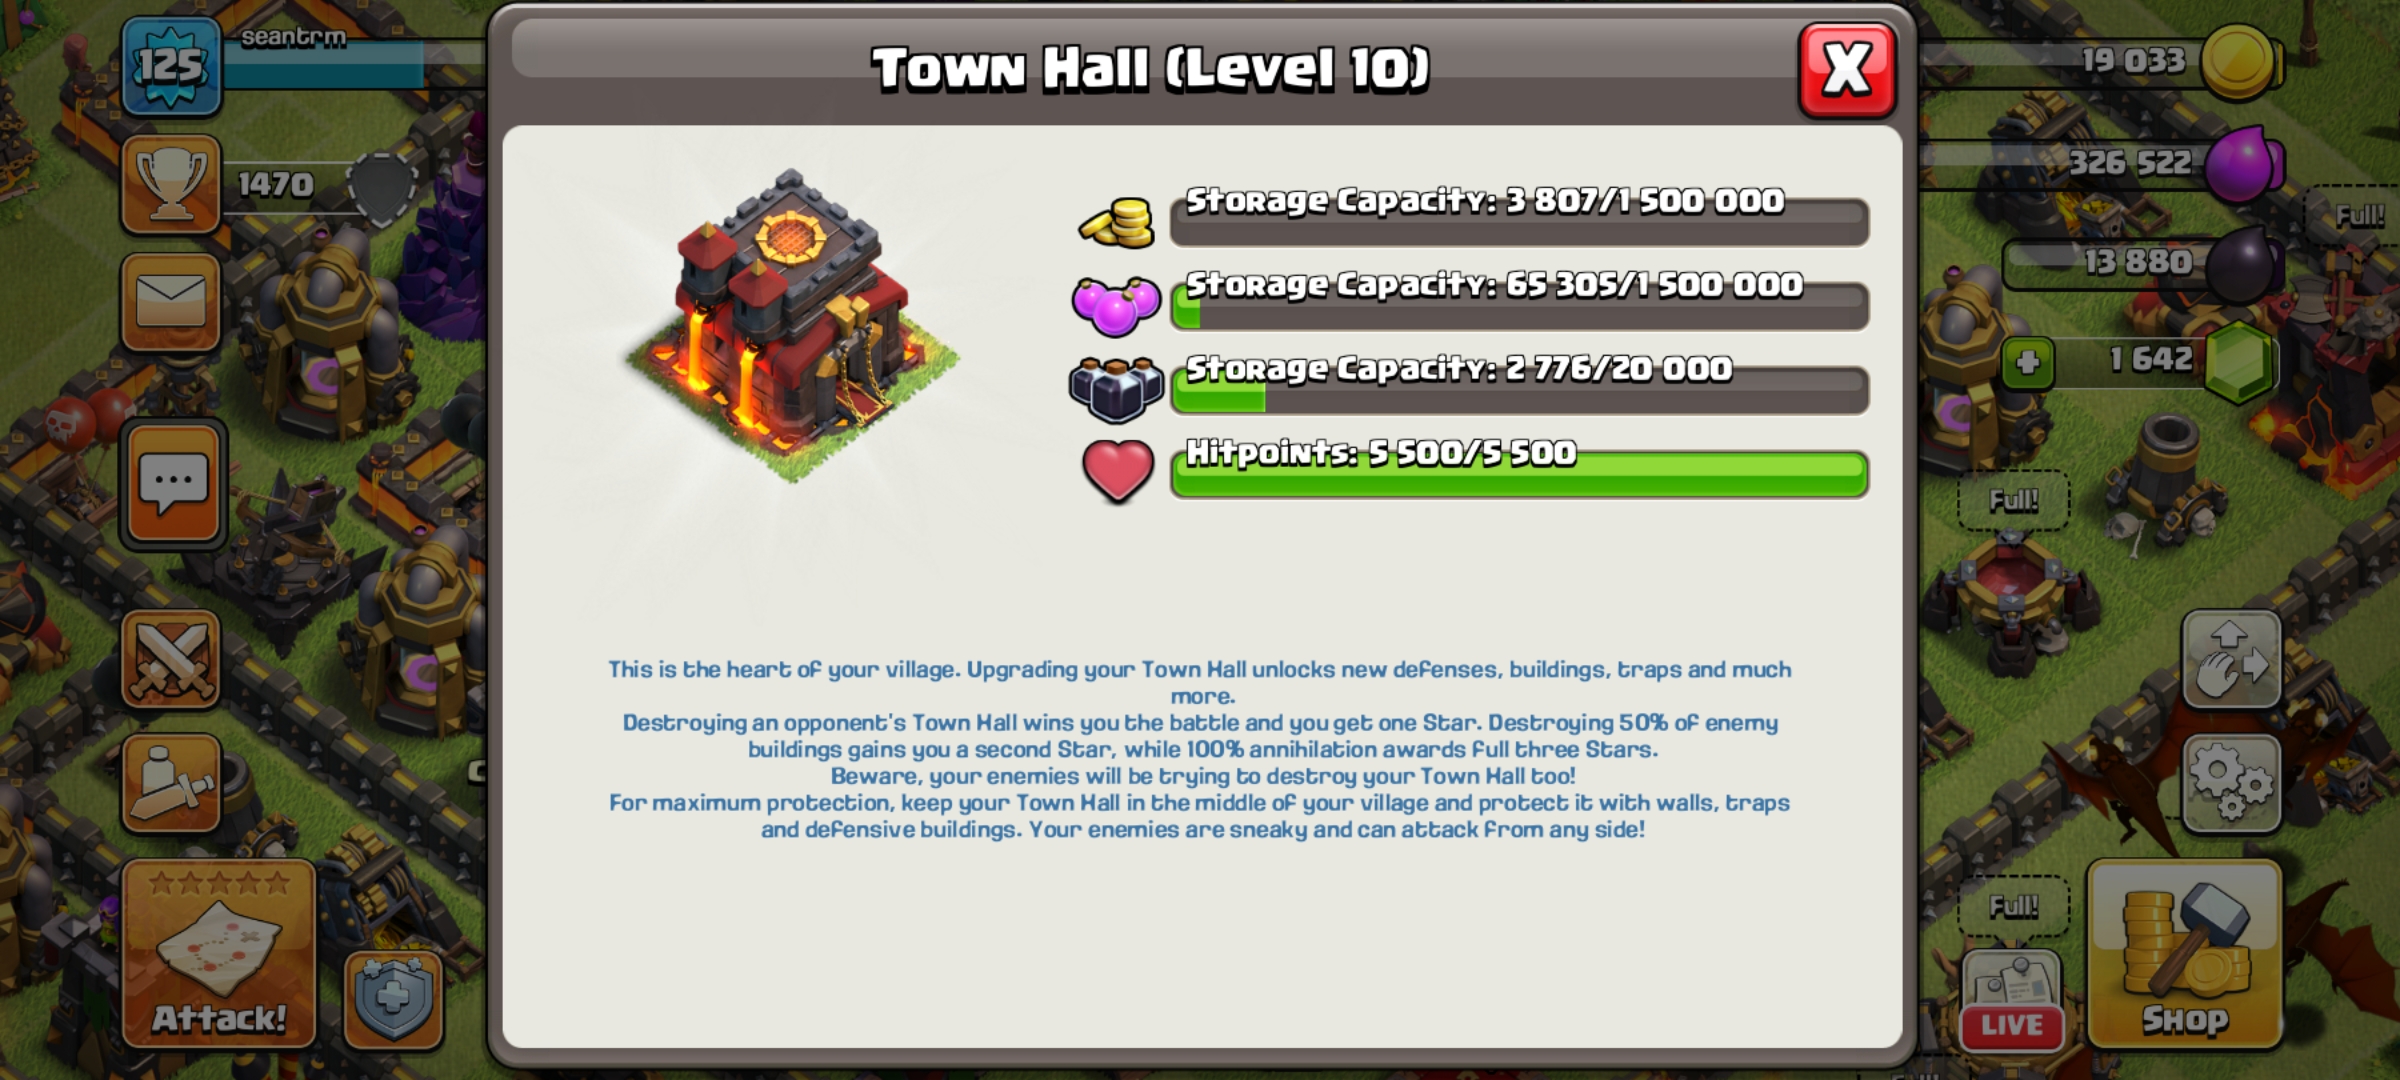 125
seantrm
Town Hall (Level 10)
X
19 033
1470
Storage Capacity: 3 807/1 500 000
326 522
Full!
Storage Capacity: 65 305/1 500 000
13 880
Storage Capacity: 2 776/20 000
1 642
Hitpoints: 5 500/5 500
Full!
This is the heart of your village. Upgrading your Town Hall unlocks new defenses, buildings, traps and much
more.
Destroying an opponent's Town Hall wins you the battle and you get one Star. Destroying 50% of enemy
buildings gains you a second Star, while 100% annihilation awards full three Stars.
Beware, your enemies will be trying to destroy your Town Hall too!
For maximum protection, keep your Town Hall in the middle of your village and protect it with walls, traps
and defensive buildings. Your enemies are sneaky and can attack from any side!
Full!
Attack!
LIVE
Shop